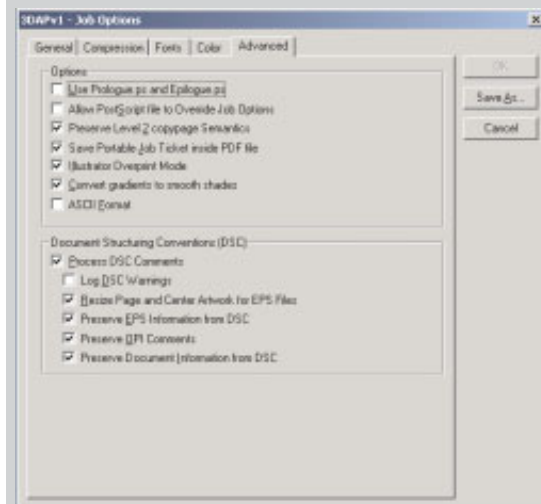 3DAPv1 - Job Options
General Compression Fonts Color Advanced
Options
Use Prologue.ps and Epilogue.ps
Allow PostScript file to Override Job Options
Preserve Level 2 copypage Semantics
Save Portable Job Ticket inside PDF file
Illustrator Overprint Mode
Convert gradients to smooth shades
ASCII Format
Document Structuring Conventions (DSC)
Process DSC Comments
Log DSC Warnings
Resize Page and Center Artwork for EPS Files
Preserve EPS Information from DSC
Preserve OPI Comments
Preserve Document Information from DSC
OK
Save As...
Cancel